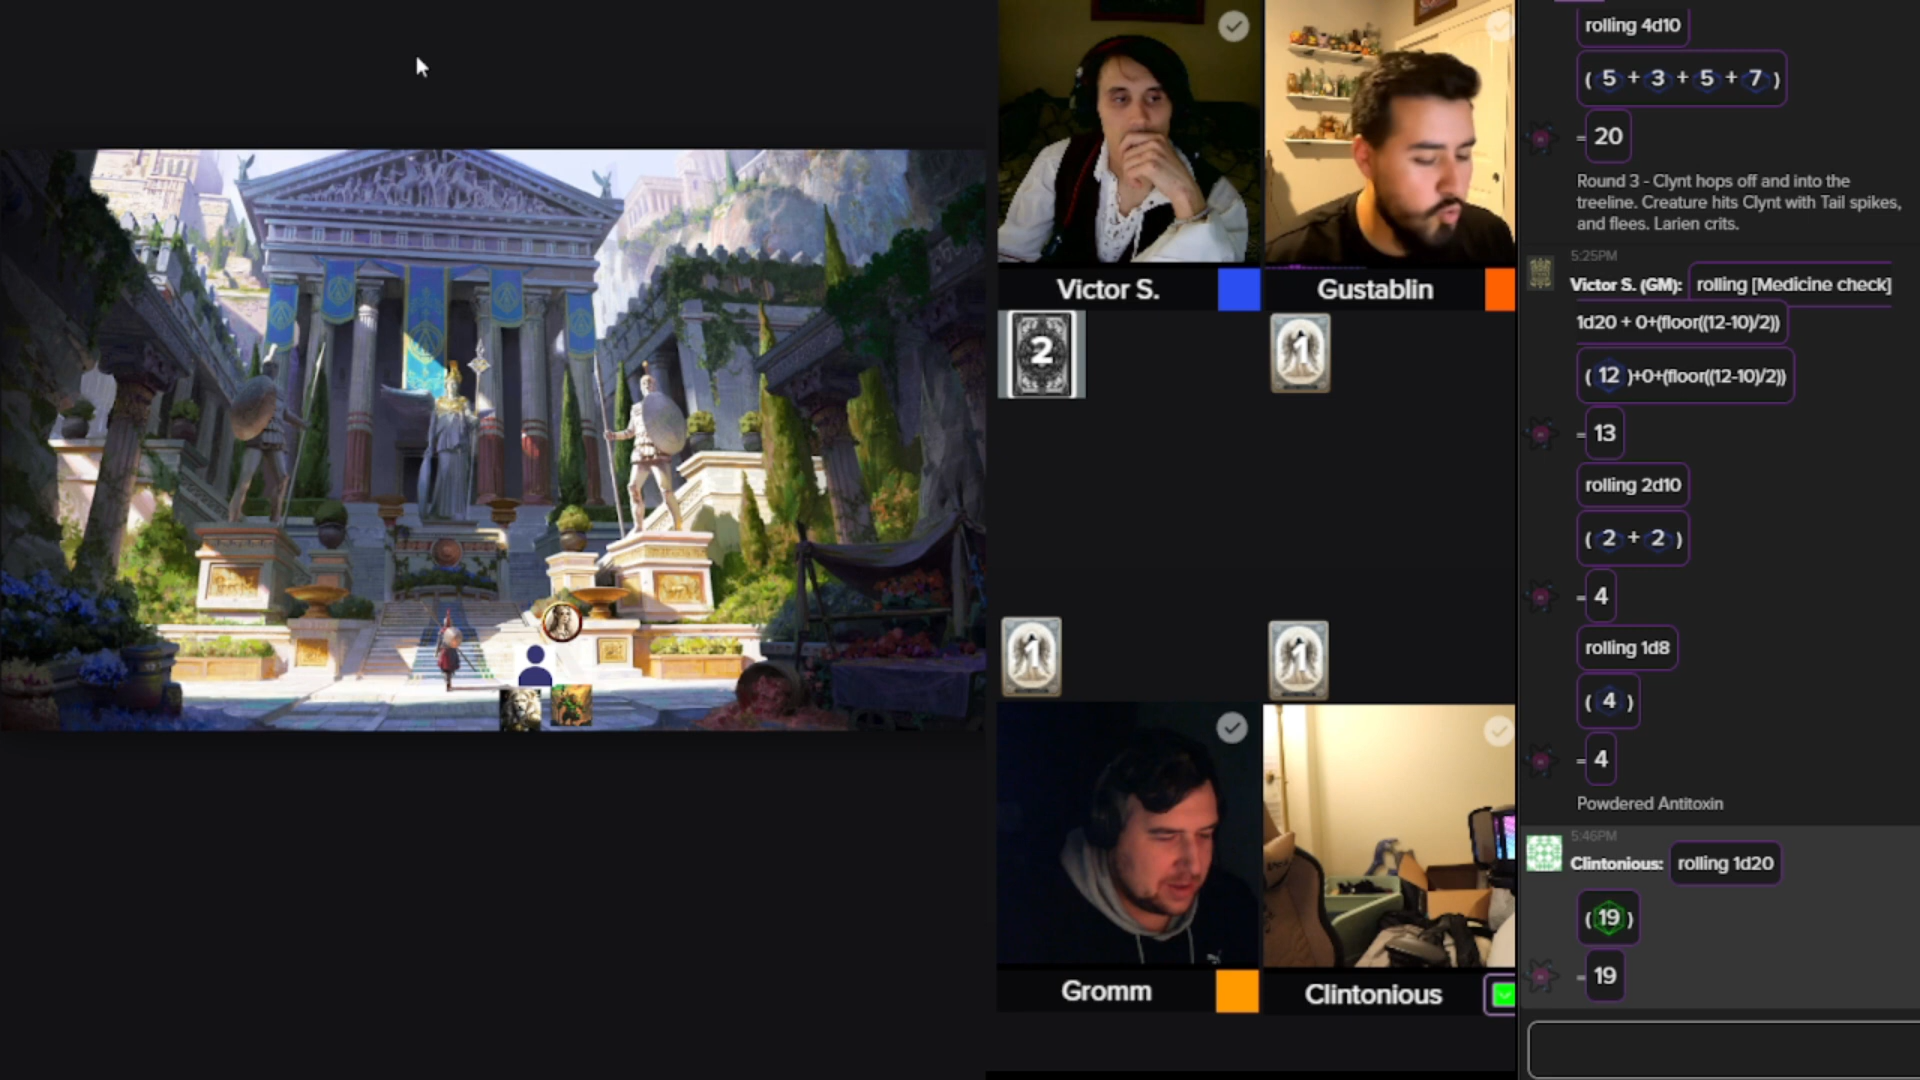 Victor S.
Gustablin
2
1
1
1
Gromm
Clintonious
rolling 4d10
( 5 + 3 + 5 + 7 )
= 20
Round 3 - Clynt hops off and into the
treeline. Creature hits Clynt with Tail spikes,
and flees. Larien crits.
5:25PM
Victor S. (GM): rolling [Medicine check]
1d20 + 0+(floor((12-10)/2))
( 12 )+0+(floor((12-10)/2))
= 13
rolling 2d10
( 2 + 2 )
= 4
rolling 1d8
( 4 )
= 4
Powdered Antitoxin
5:46PM
Clintonious: rolling 1d20
( 19 )
= 19